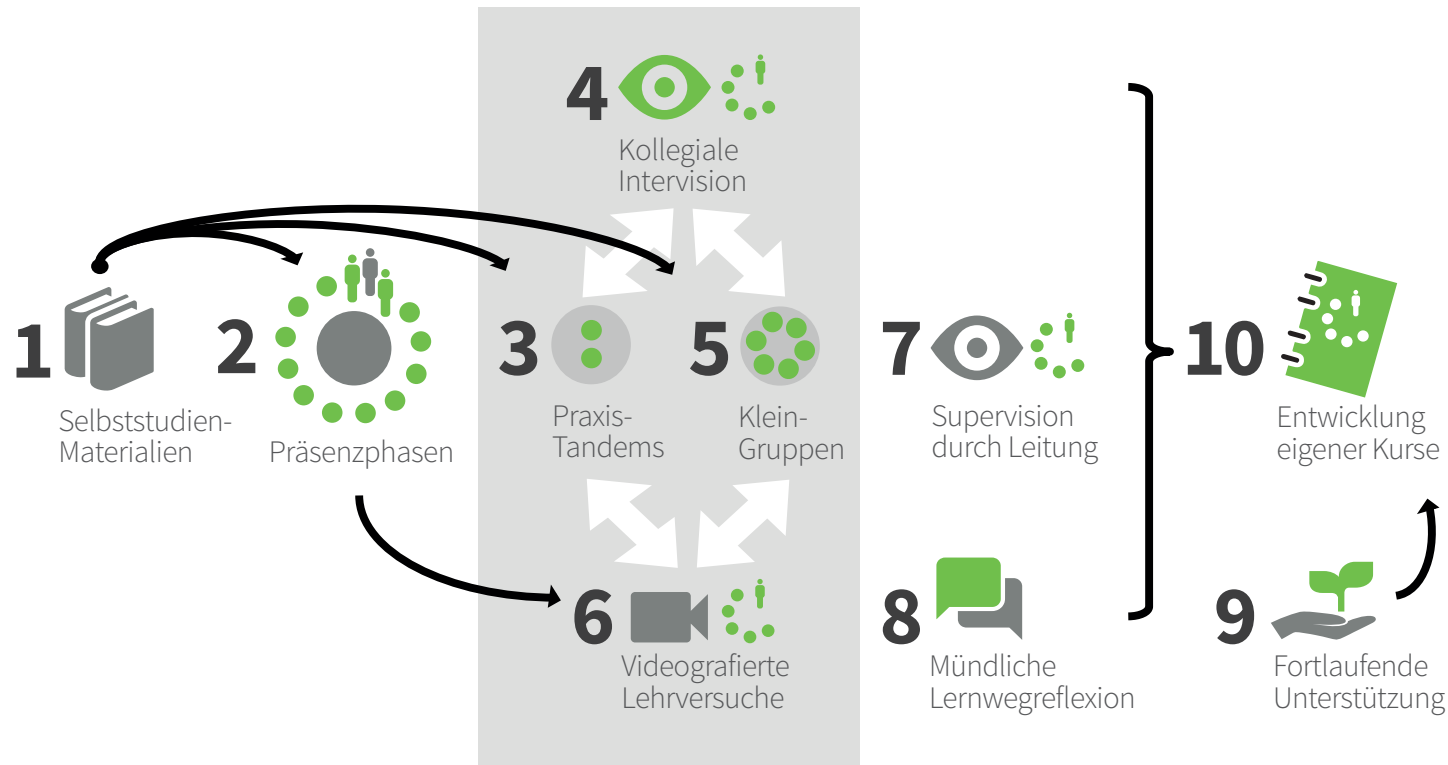 1
Selbststudien-
Materialien
2
Präsenzphasen
3
Praxis-
Tandems
4
Kollegiale
Intervision
5
Klein-
Gruppen
6
Videografierte
Lehrversuche
7
Supervision
durch Leitung
8
Mündliche
Lernwegreflexion
9
Fortlaufende
Unterstützung
10
Entwicklung
eigener Kurse